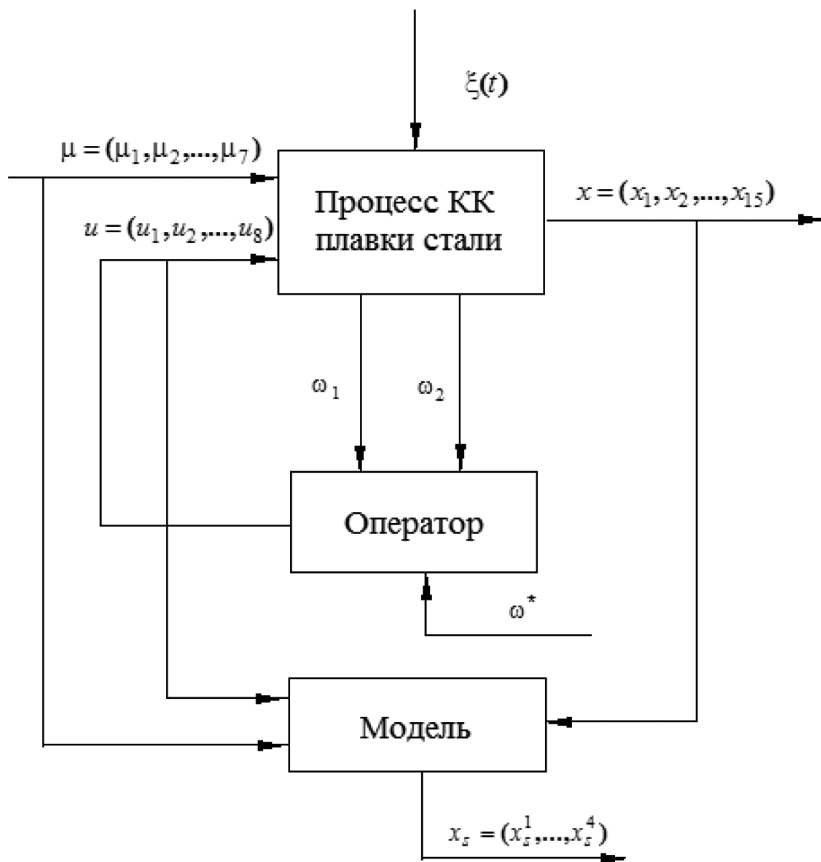 ξ(t)
μ = (μ₁,μ₂,...,μ₇)
Процесс КК
плавки стали
x = (x₁, x₂,..., x₁₅)
u = (u₁,u₂,...,u₈)
ω₁
ω₂
Оператор
ω*
Модель
xₛ = (xₛ¹,...,xₛ⁴)